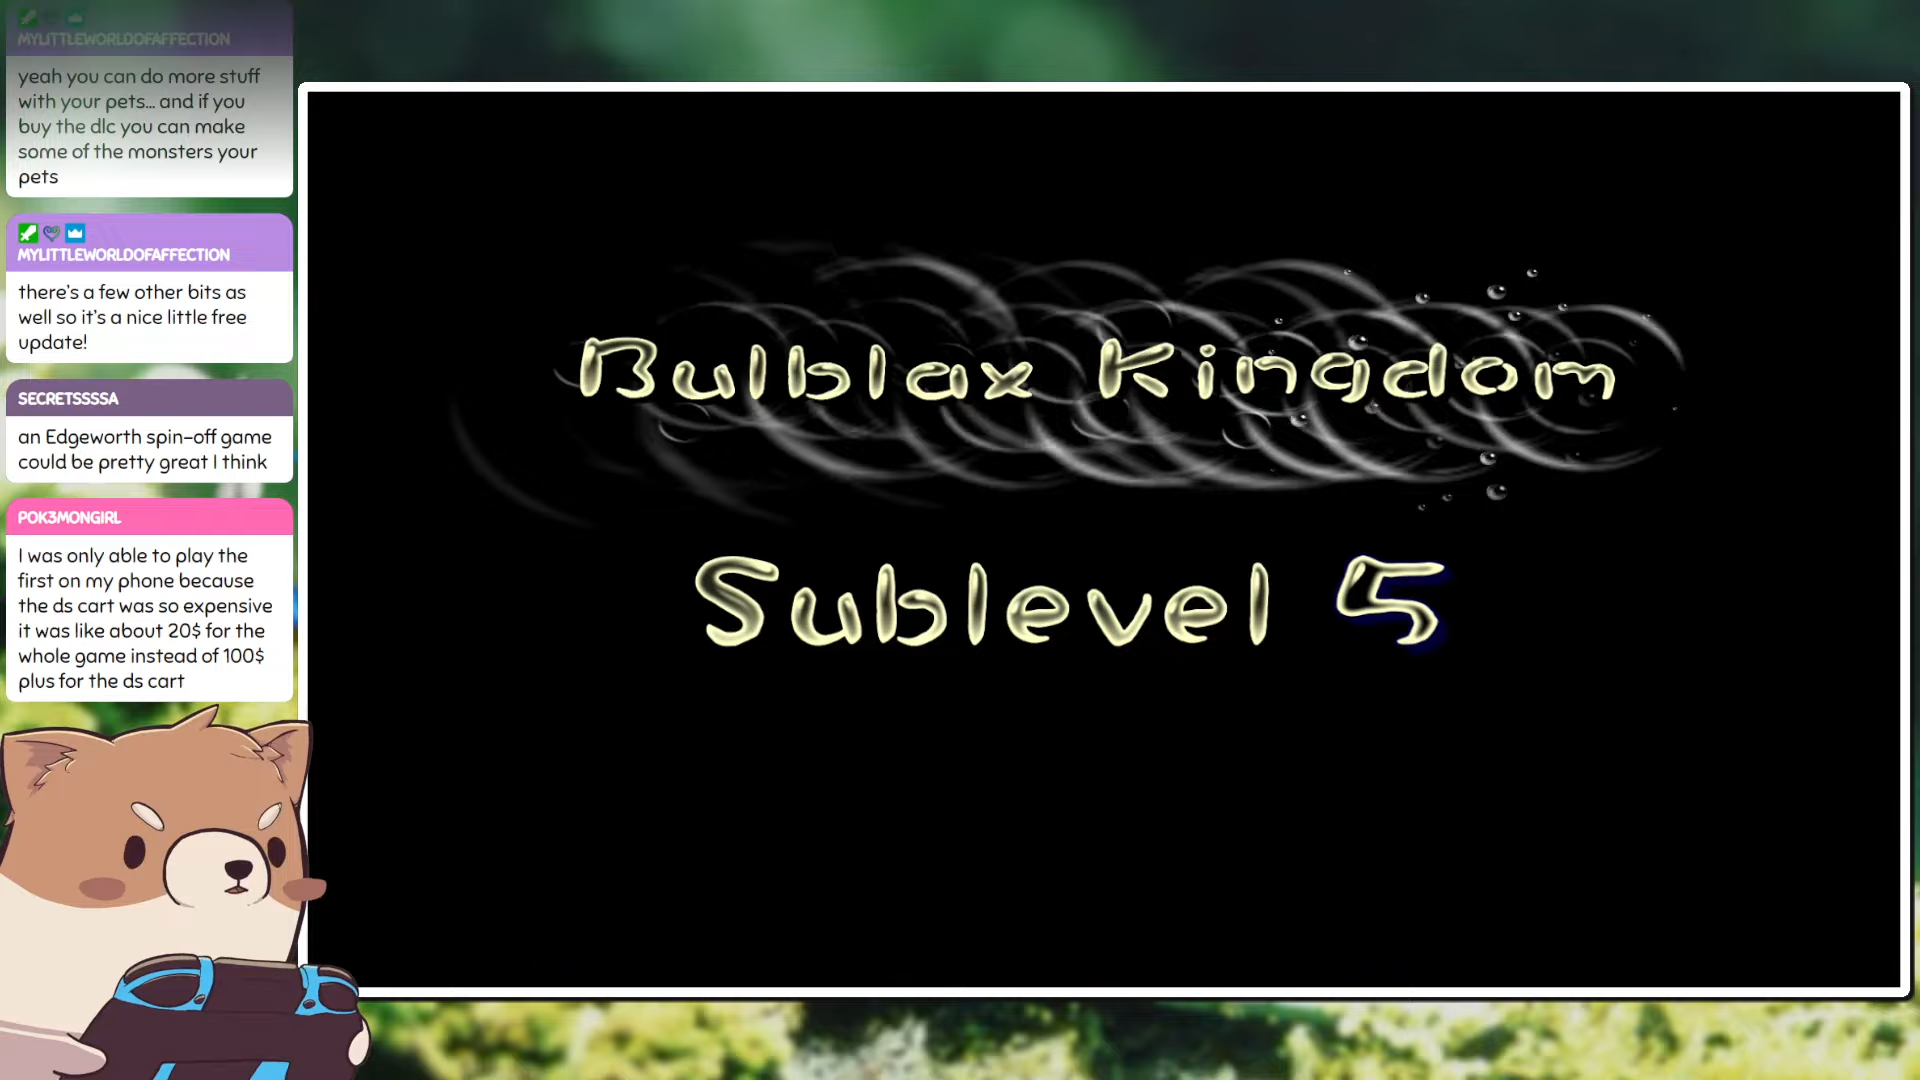 MYLITTLEWORLDOFAFFECTION
yeah you can do more stuff
with your pets... and if you
buy the dlc you can make
some of the monsters your
pets
MYLITTLEWORLDOFAFFECTION
there's a few other bits as
well so it's a nice little free
update!
SECRETSSSSA
an Edgeworth spin-off game
could be pretty great I think
POK3MONGIRL
I was only able to play the
first on my phone because
the ds cart was so expensive
it was like about 20$ for the
whole game instead of 100$
plus for the ds cart
Bulblax Kingdom
Sublevel 5